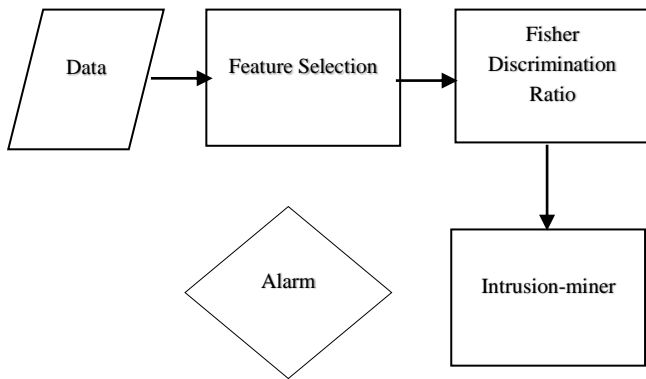 Data
Feature Selection
Fisher
Discrimination
Ratio
Alarm
Intrusion-miner